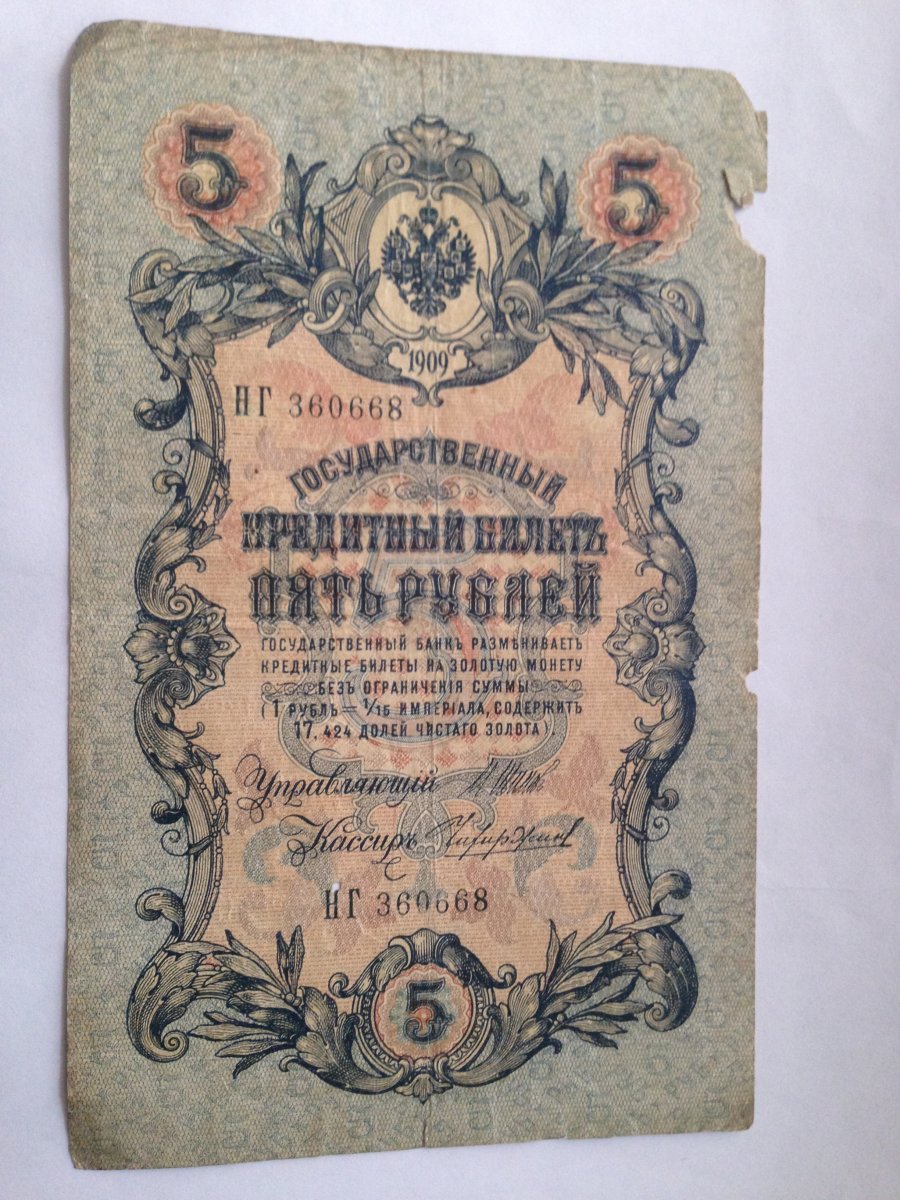 5 5
1909
НГ 360668
ГОСУДАРСТВЕННЫЙ
КРЕДИТНЫЙ БИЛЕТЪ
ПЯТЬ РУБЛЕЙ
ГОСУДАРСТВЕННЫЙ БАНКЪ РАЗМѢНИВАЕТЪ
КРЕДИТНЫЕ БИЛЕТЫ НА ЗОЛОТУЮ МОНЕТУ
БЕЗЪ ОГРАНИЧЕНІЯ СУММЫ
(1 РУБЛЬ = 1/15 ИМПЕРІАЛА, СОДЕРЖИТЪ
17,424 ДОЛЕЙ ЧИСТАГО ЗОЛОТА).
Управляющій
Кассиръ
НГ 360668
5